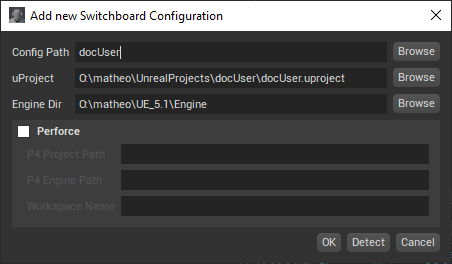 Add new Switchboard Configuration
Config Path docUser Browse
uProject O:\matheo\UnrealProjects\docUser\docUser.uproject Browse
Engine Dir O:\matheo\UE_5.1\Engine Browse
Perforce
P4 Project Path
P4 Engine Path
Workspace Name
OK Detect Cancel